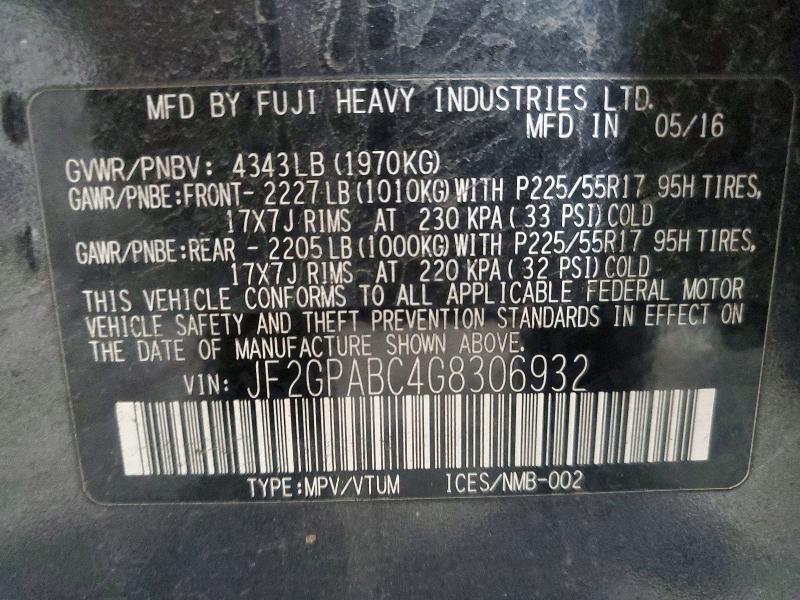 MFD BY FUJI HEAVY INDUSTRIES LTD.
MFD IN 05/16
GVWR/PNBV: 4343LB (1970KG)
GAWR/PNBE:FRONT- 2227LB (1010KG)WITH P225/55R17 95H TIRES,
17X7J RIMS AT 230 KPA (33 PSI) COLD
GAWR/PNBE:REAR - 2205LB (1000KG)WITH P225/55R17 95H TIRES,
17X7J RIMS AT 220 KPA (32 PSI) COLD
THIS VEHICLE CONFORMS TO ALL APPLICABLE FEDERAL MOTOR
VEHICLE SAFETY AND THEFT PREVENTION STANDARDS IN EFFECT ON
THE DATE OF MANUFACTURE SHOWN ABOVE.
VIN: JF2GPABC4G8306932
TYPE:MPV/VTUM ICES/NMB-002